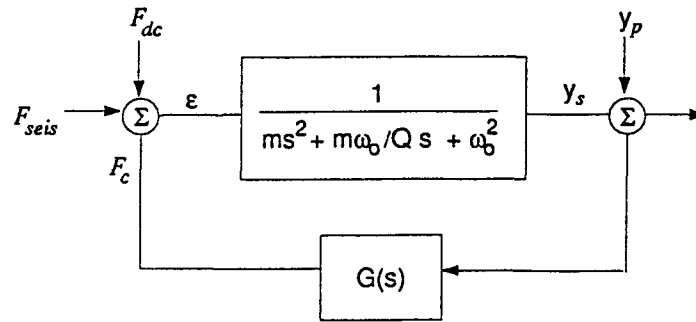 F_dc
y_p
F_seis
Σ
ε
1
ms² + mω₀/Q s + ω₀²
y_s
Σ
F_c
G(s)